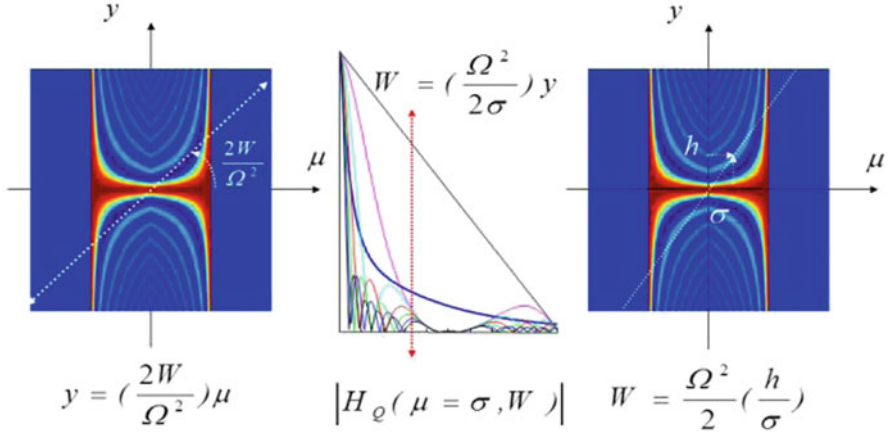 y
μ
2W / Ω²
y = ( 2W / Ω² ) μ
W = ( Ω² / 2σ ) y
|H_Q ( μ = σ , W )|
y
μ
h
σ
W = Ω² / 2 ( h / σ )